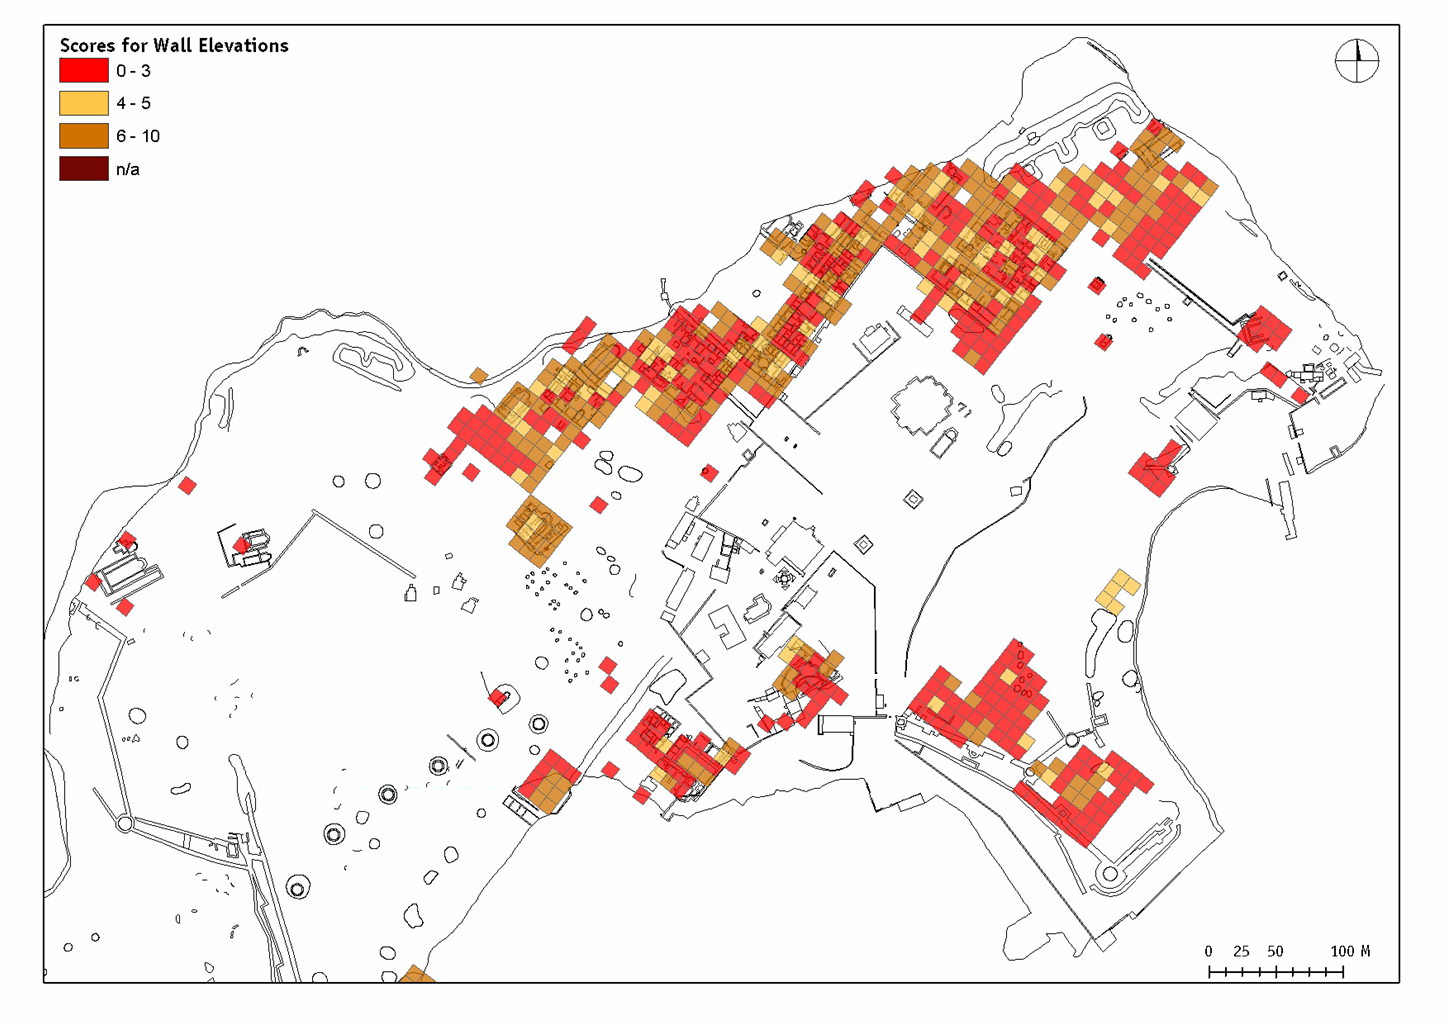 Scores for Wall Elevations
0 - 3
4 - 5
6 - 10
n/a
0 25 50 100 M